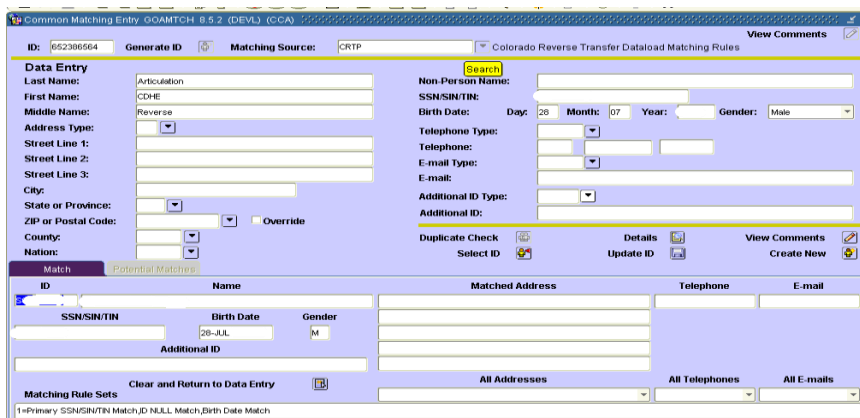 Common Matching Entry GOAMTCH 8.5.2 (DEVL) (CCA)
View Comments
ID: 652386564 Generate ID Matching Source: CRTP Colorado Reverse Transfer Dataload Matching Rules
Data Entry Search
Last Name: Articulation Non-Person Name:
First Name: CDHE SSN/SIN/TIN:
Middle Name: Reverse Birth Date: Day: 28 Month: 07 Year: Gender: Male
Address Type: Telephone Type:
Street Line 1: Telephone:
Street Line 2: E-mail Type:
Street Line 3: E-mail:
City: Additional ID Type:
State or Province: Additional ID:
ZIP or Postal Code: Override
County: Duplicate Check Details View Comments
Nation: Select ID Update ID Create New
Match Potential Matches
ID Name Matched Address Telephone E-mail
SSN/SIN/TIN Birth Date Gender
28-JUL M
Additional ID
Clear and Return to Data Entry All Addresses All Telephones All E-mails
Matching Rule Sets
1=Primary SSN/SIN/TIN Match,ID NULL Match,Birth Date Match